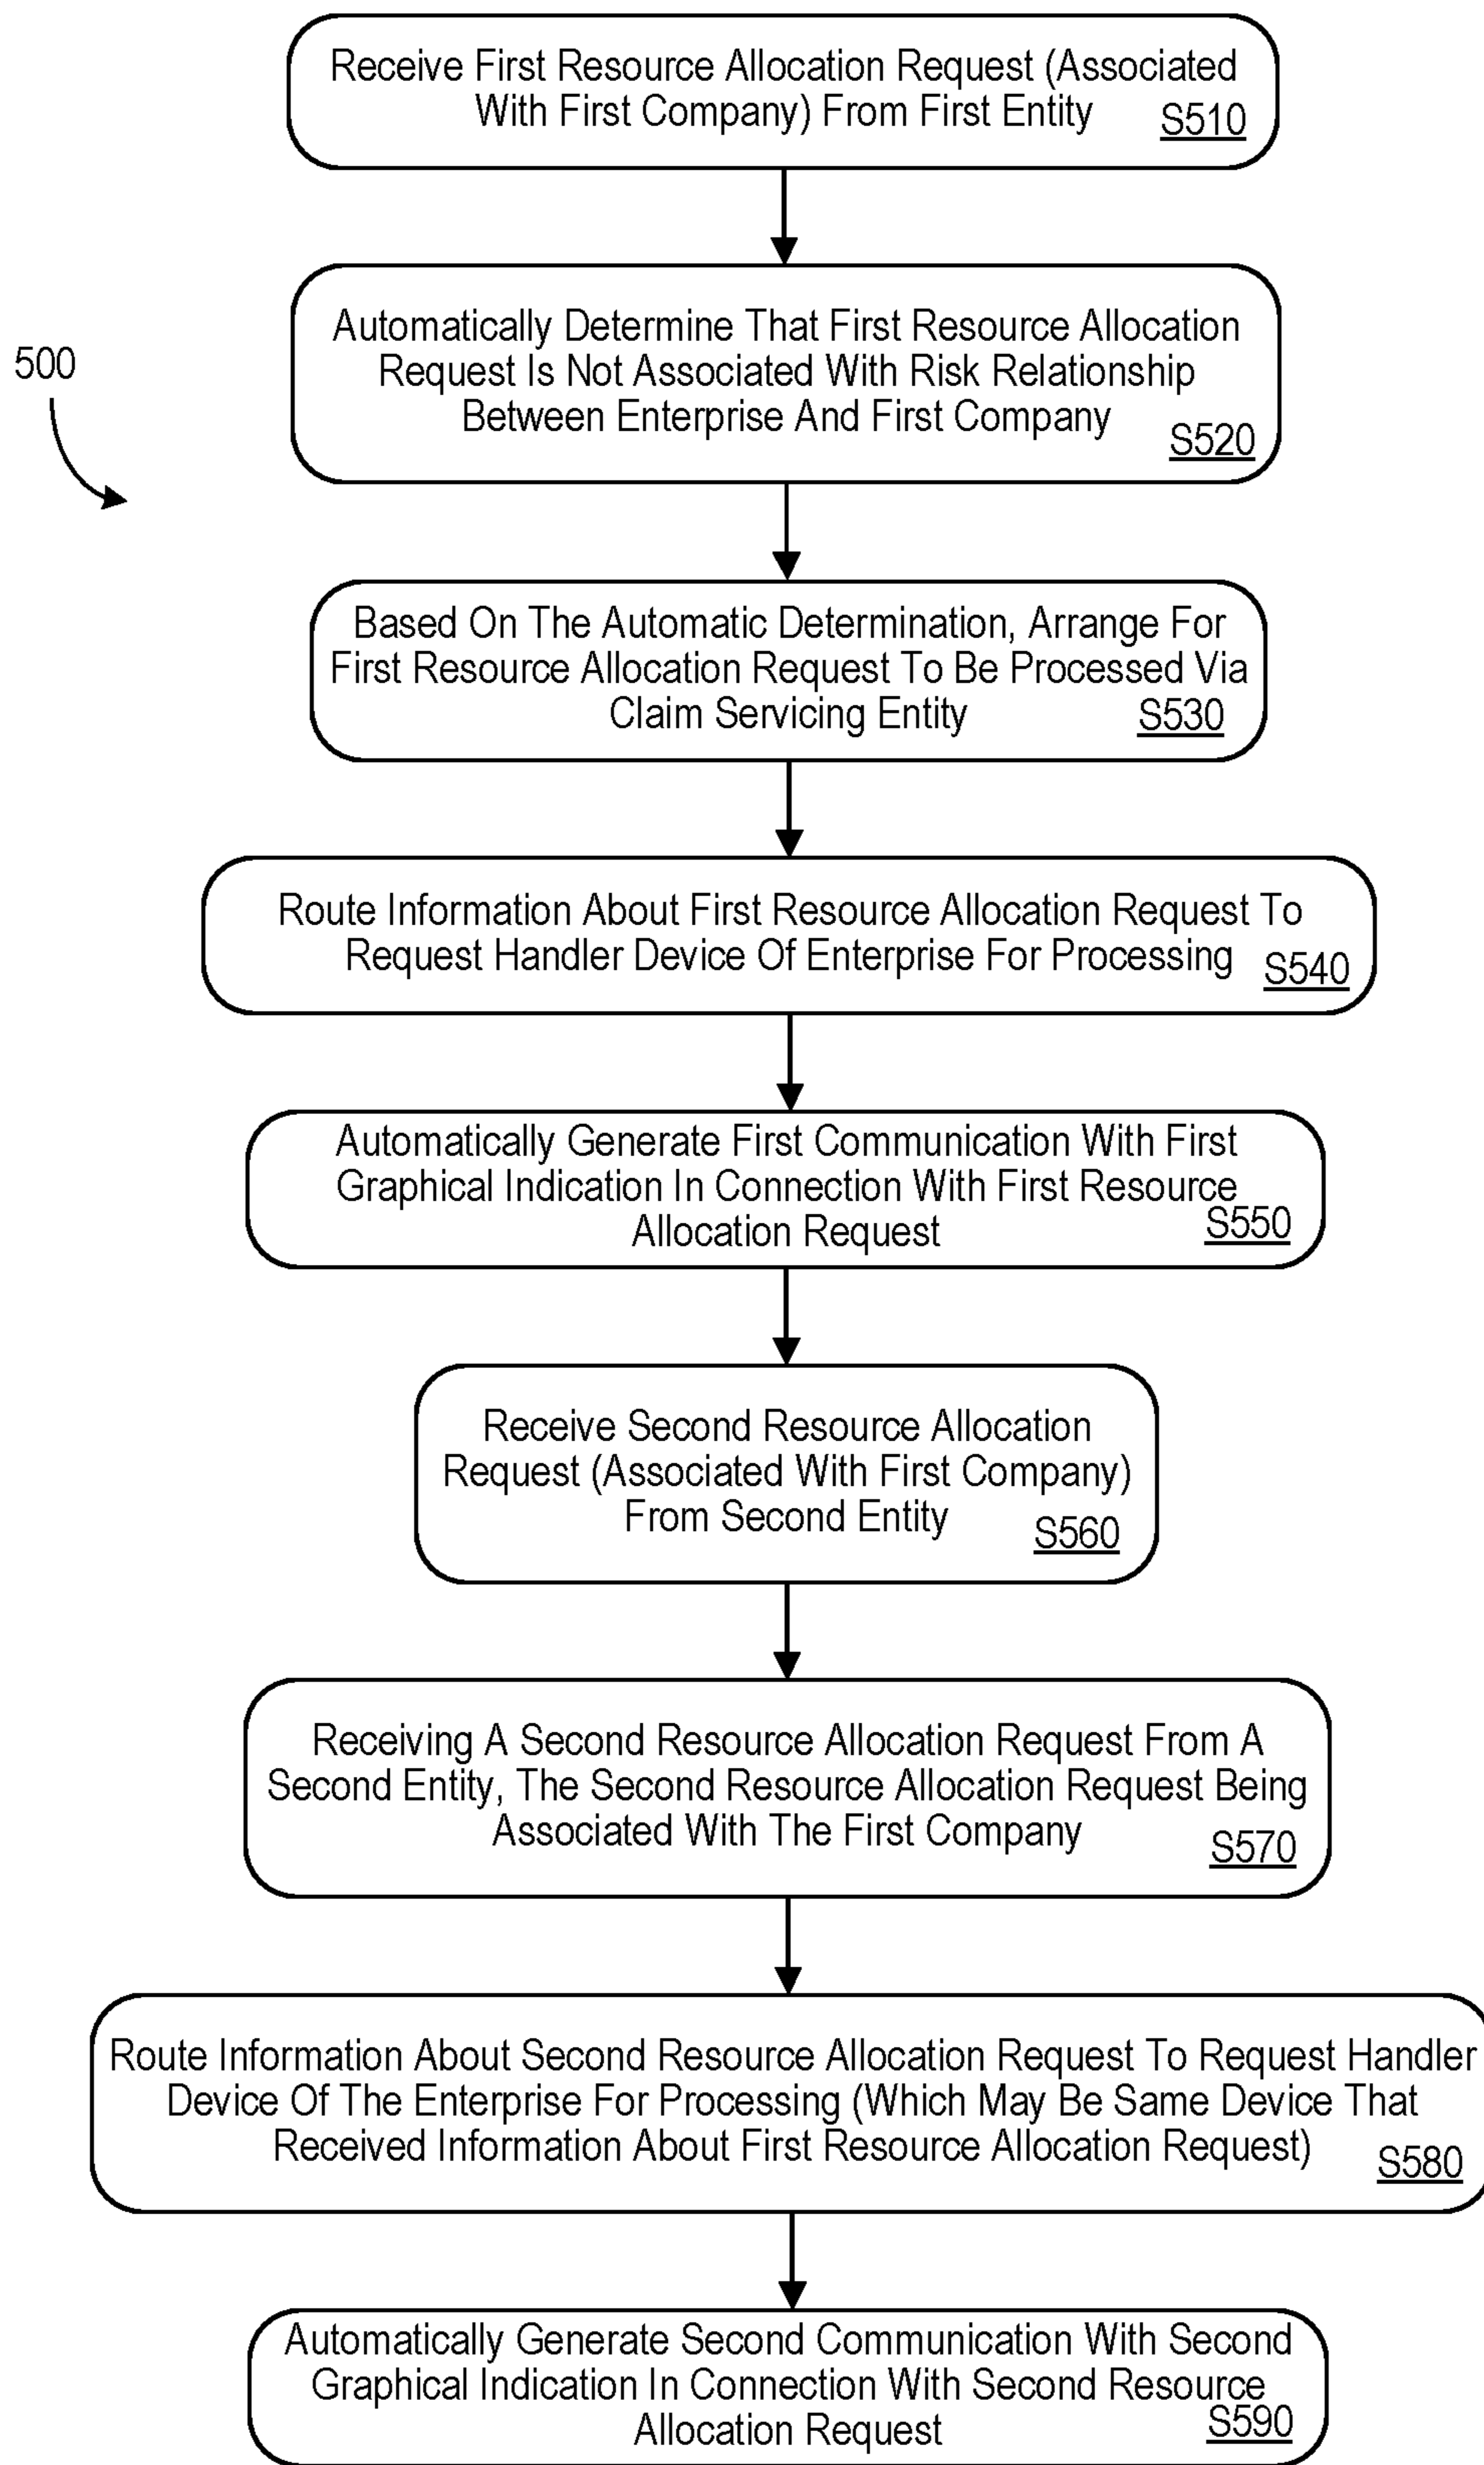 Receive First Resource Allocation Request (Associated
With First Company) From First Entity
S510
500
Automatically Determine That First Resource Allocation
Request Is Not Associated With Risk Relationship
Between Enterprise And First Company
S520
Based On The Automatic Determination, Arrange For
First Resource Allocation Request To Be Processed Via
Claim Servicing Entity
S530
Route Information About First Resource Allocation Request To
Request Handler Device Of Enterprise For Processing
S540
Automatically Generate First Communication With First
Graphical Indication In Connection With First Resource
Allocation Request
S550
Receive Second Resource Allocation
Request (Associated With First Company)
From Second Entity
S560
Receiving A Second Resource Allocation Request From A
Second Entity, The Second Resource Allocation Request Being
Associated With The First Company
S570
Route Information About Second Resource Allocation Request To Request Handler
Device Of The Enterprise For Processing (Which May Be Same Device That
Received Information About First Resource Allocation Request)
S580
Automatically Generate Second Communication With Second
Graphical Indication In Connection With Second Resource
Allocation Request
S590